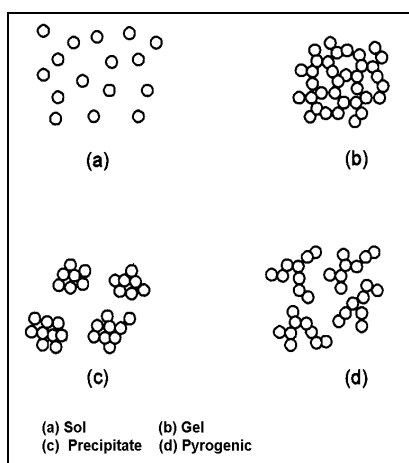 (a)
(b)
(c)
(d)
(a) Sol (b) Gel
(c) Precipitate (d) Pyrogenic